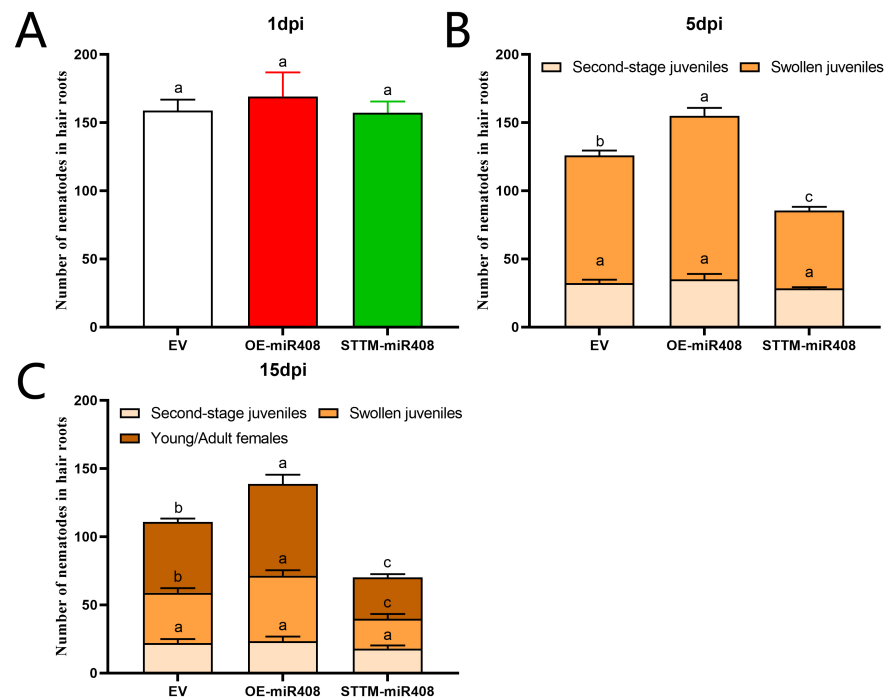 A
1dpi
Number of nematodes in hair roots
200
150
100
50
0
a
a
a
EV
OE-miR408
STTM-miR408
B
5dpi
Number of nematodes in hair roots
200
150
100
50
0
Second-stage juveniles
Swollen juveniles
b
a
c
a
a
a
EV
OE-miR408
STTM-miR408
C
15dpi
Number of nematodes in hair roots
200
150
100
50
0
Second-stage juveniles
Swollen juveniles
Young/Adult females
b
a
c
b
a
c
a
a
a
EV
OE-miR408
STTM-miR408